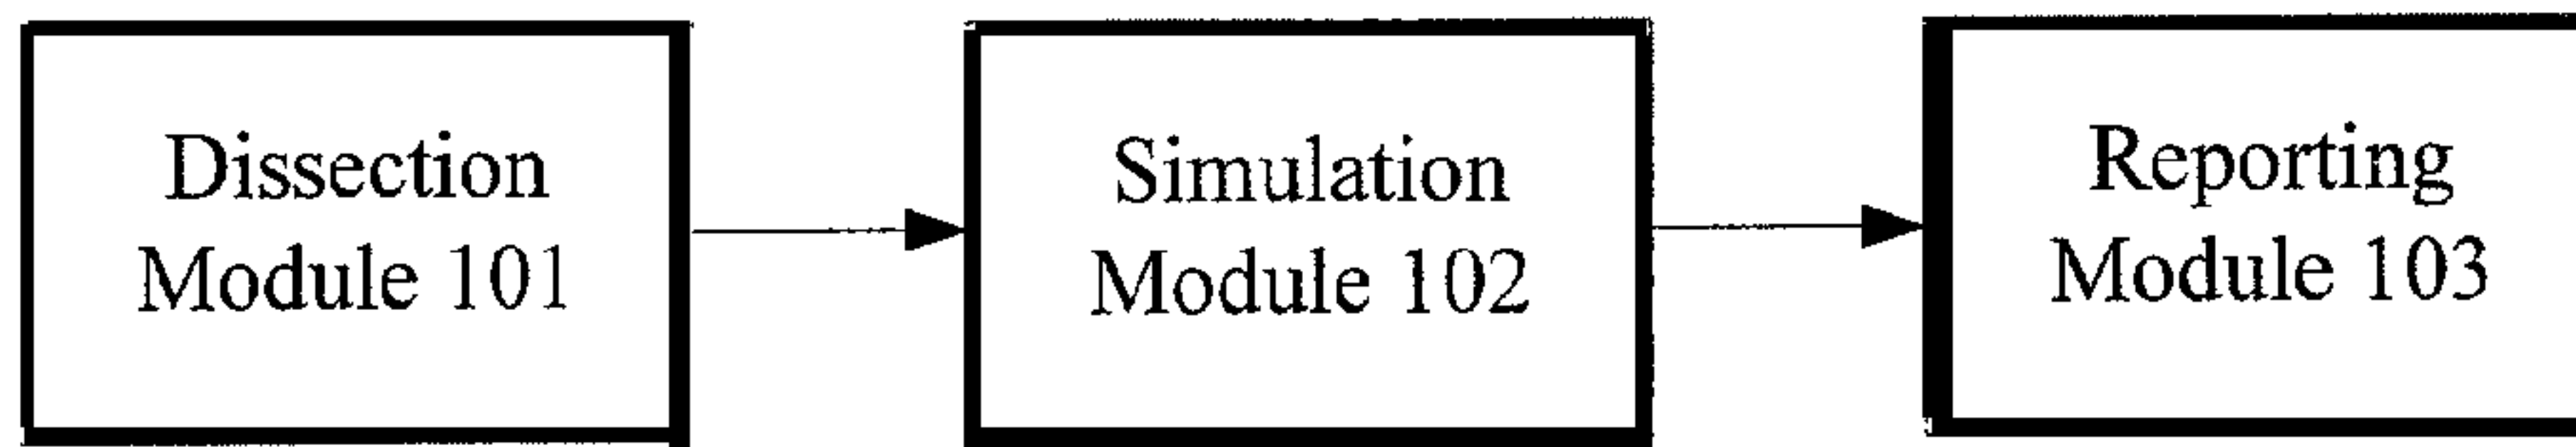 Dissection
Module 101
Simulation
Module 102
Reporting
Module 103